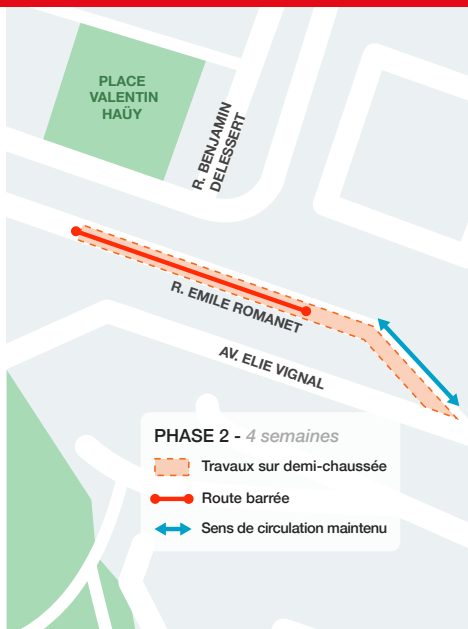 PLACE
VALENTIN
HAÜY
R. BENJAMIN
DELESSERT
R. EMILE ROMANET
AV. ELIE VIGNAL
PHASE 2 - 4 semaines
Travaux sur demi-chaussée
Route barrée
Sens de circulation maintenu